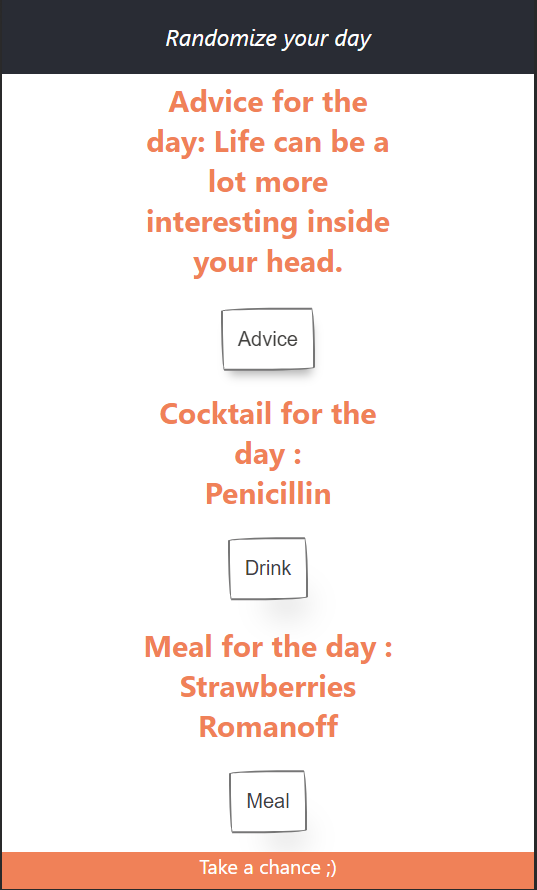 Randomize your day
Advice for the
day: Life can be a
lot more
interesting inside
your head.
Advice
Cocktail for the
day :
Penicillin
Drink
Meal for the day :
Strawberries
Romanoff
Meal
Take a chance ;)